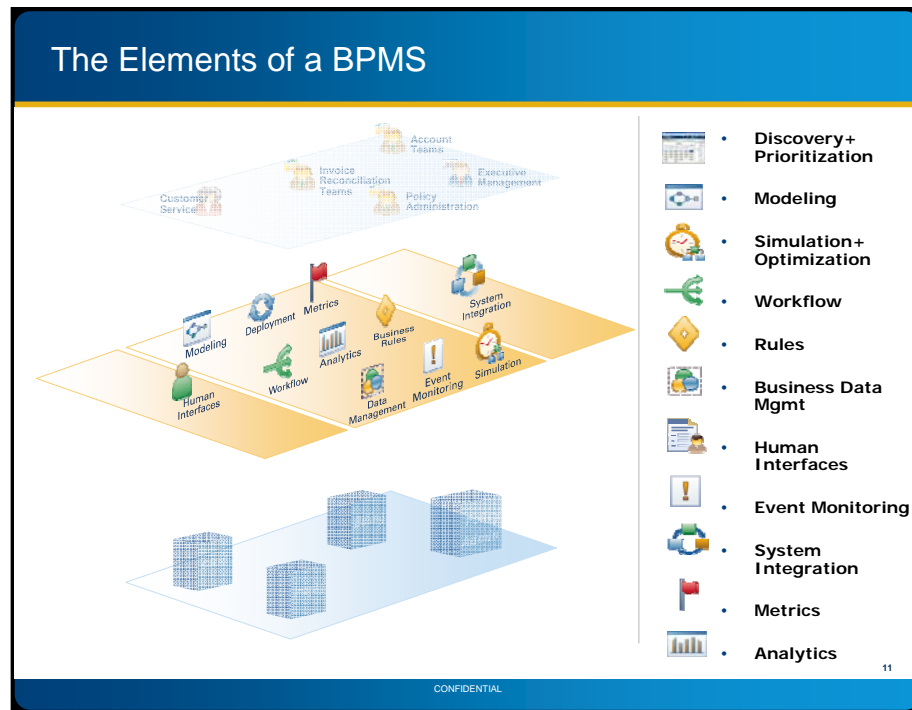 The Elements of a BPMS
Account
Teams
Invoice
Reconciliation
Teams
Executive
Management
Customer
Service
Policy
Administration
Metrics
System
Integration
Deployment
Modeling
Business
Rules
Analytics
Simulation
Event
Monitoring
Workflow
Data
Management
Human
Interfaces
• Discovery+
Prioritization
• Modeling
• Simulation+
Optimization
• Workflow
• Rules
• Business Data
Mgmt
• Human
Interfaces
• Event Monitoring
• System
Integration
• Metrics
• Analytics
11
CONFIDENTIAL